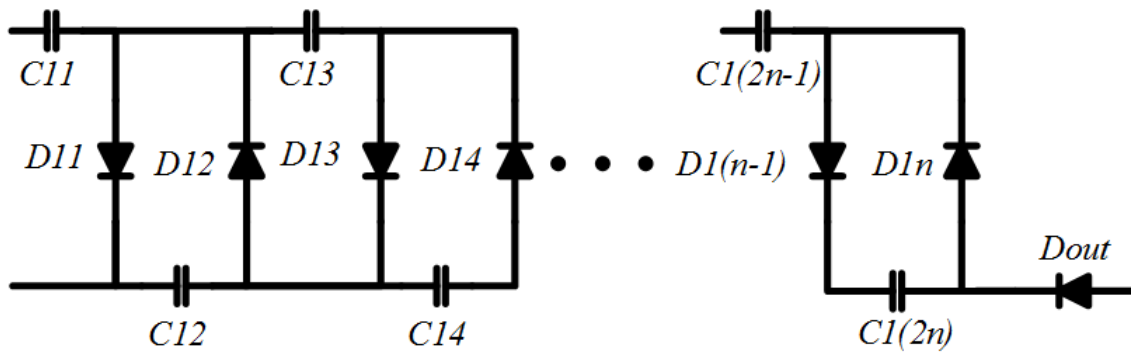 C11
C13
C1(2n-1)
D11
D12
D13
D14
D1(n-1)
D1n
Dout
C12
C14
C1(2n)